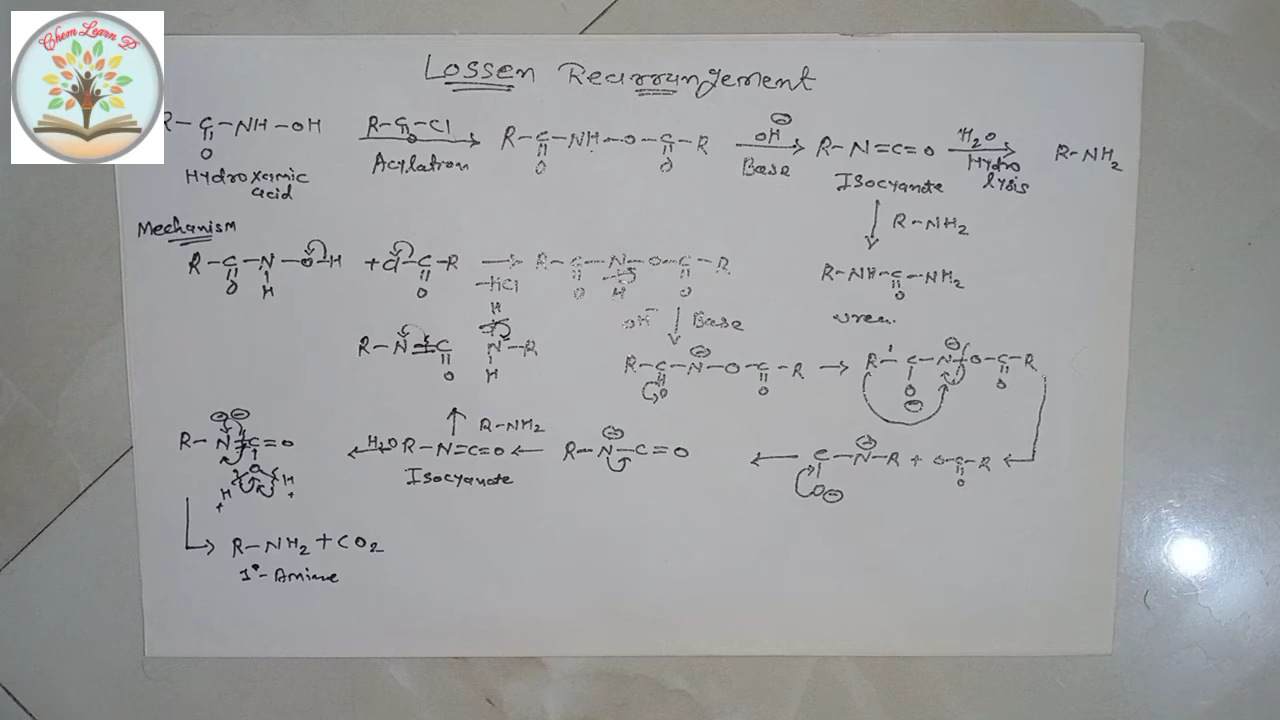 Chem Learn P
Lossen Rearrangement
R-C-NH-OH R-C-Cl R-C-NH-O-C-R OH⊖ R-N=C=O H2O R-NH2
O O O O
Hydroxamic acid Acylation Base Isocyanate Hydrolysis
R-NH2
Mechanism
R-C-N-O-H + Cl-C-R → R-C-N-O-C-R R-NH-C-NH2
O H O -HCl O H O O
OH⁻ Base urea
H
R-N=C N-R R-C-N-O-C-R → R-C-N-O-C-R
O H O O O O
⊖ ⊖ ⊖
R-NH2
R-N=C=O H2O R-N=C=O ← R-N-C=O ← C-N-R + O-C-R
⊖ ⊖ ⊖ ⊖
O Isocyanate O⊖ O
H H
+ +
R-NH2 + CO2
1°-Amine